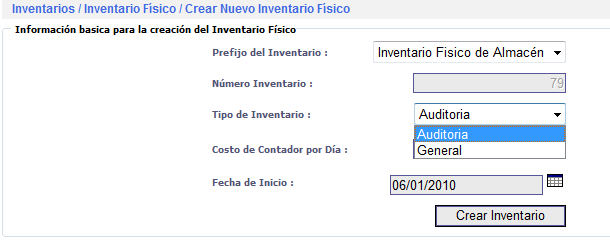 Inventarios / Inventario Físico / Crear Nuevo Inventario Físico
Información basica para la creación del Inventario Físico
Prefijo del Inventario : Inventario Fisico de Almacén
Número Inventario : 79
Tipo de Inventario : Auditoria
Auditoria
General
Costo de Contador por Día :
Fecha de Inicio : 06/01/2010
Crear Inventario